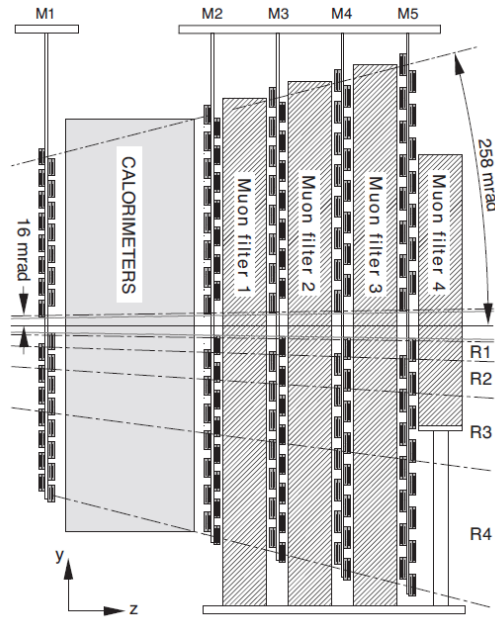 M1
M2
M3
M4
M5
CALORIMETERS
Muon filter 1
Muon filter 2
Muon filter 3
Muon filter 4
258 mrad
16 mrad
R1
R2
R3
R4
y
z